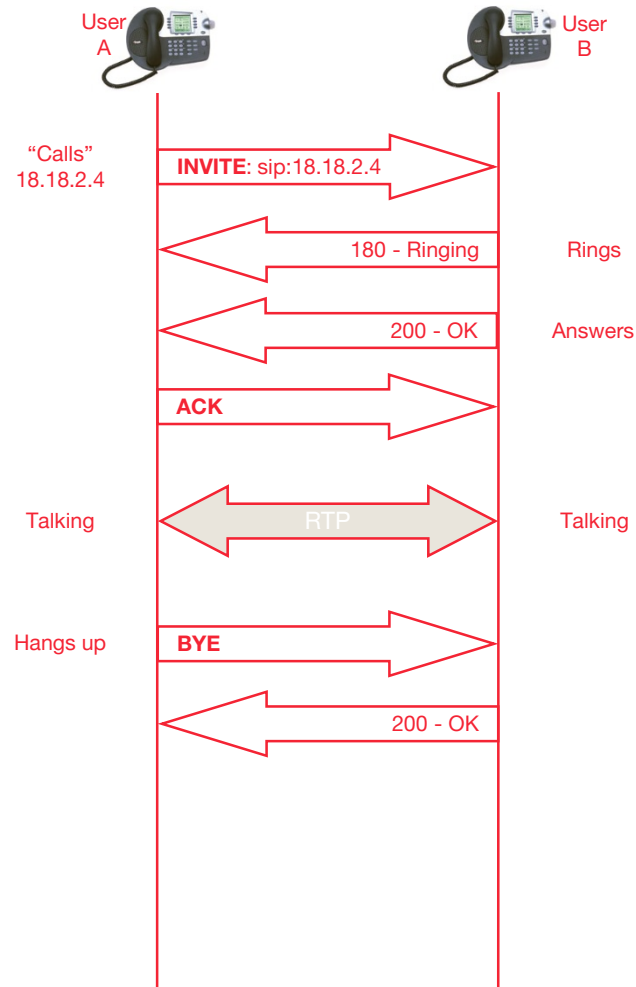 User
A
User
B
“Calls”
18.18.2.4
INVITE: sip:18.18.2.4
180 - Ringing
Rings
200 - OK
Answers
ACK
Talking
RTP
Talking
Hangs up
BYE
200 - OK